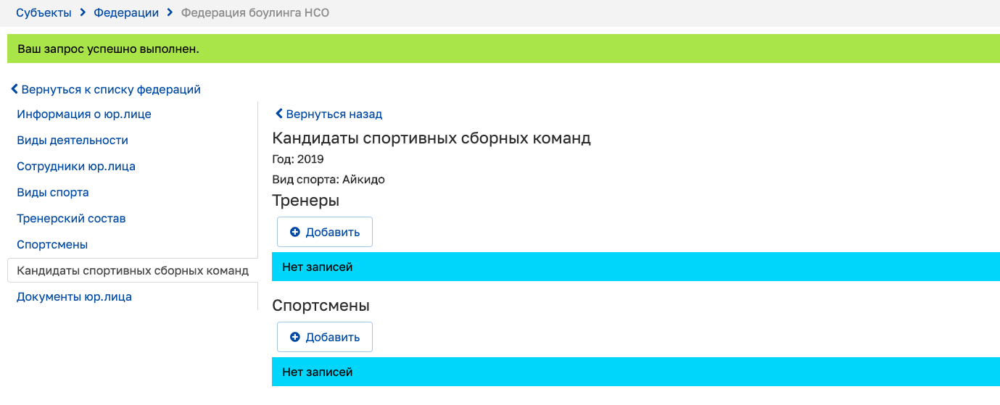 Субъекты Федерации Федерация боулинга НСО
Ваш запрос успешно выполнен.
Вернуться к списку федераций
Информация о юр.лице
Виды деятельности
Сотрудники юр.лица
Виды спорта
Тренерский состав
Спортсмены
Кандидаты спортивных сборных команд
Документы юр.лица
Вернуться назад
Кандидаты спортивных сборных команд
Год: 2019
Вид спорта: Айкидо
Тренеры
Добавить
Нет записей
Спортсмены
Добавить
Нет записей